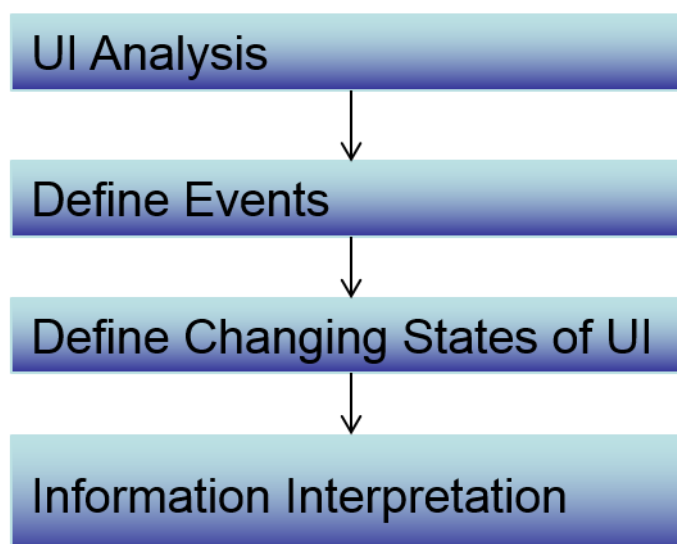 UI Analysis
Define Events
Define Changing States of UI
Information Interpretation